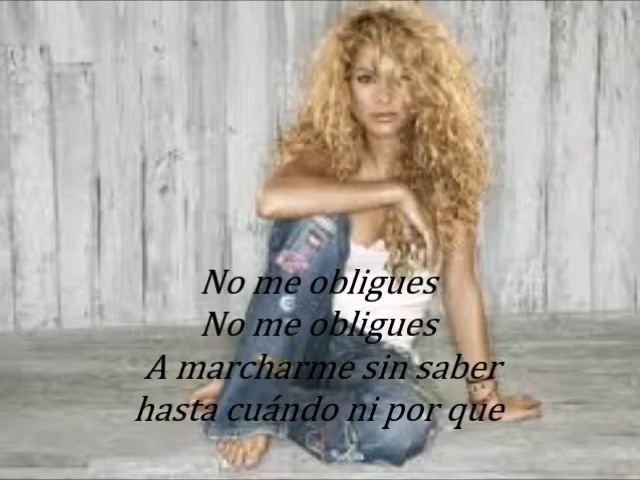 No me obligues
No me obligues
A marcharme sin saber
hasta cuándo ni por que